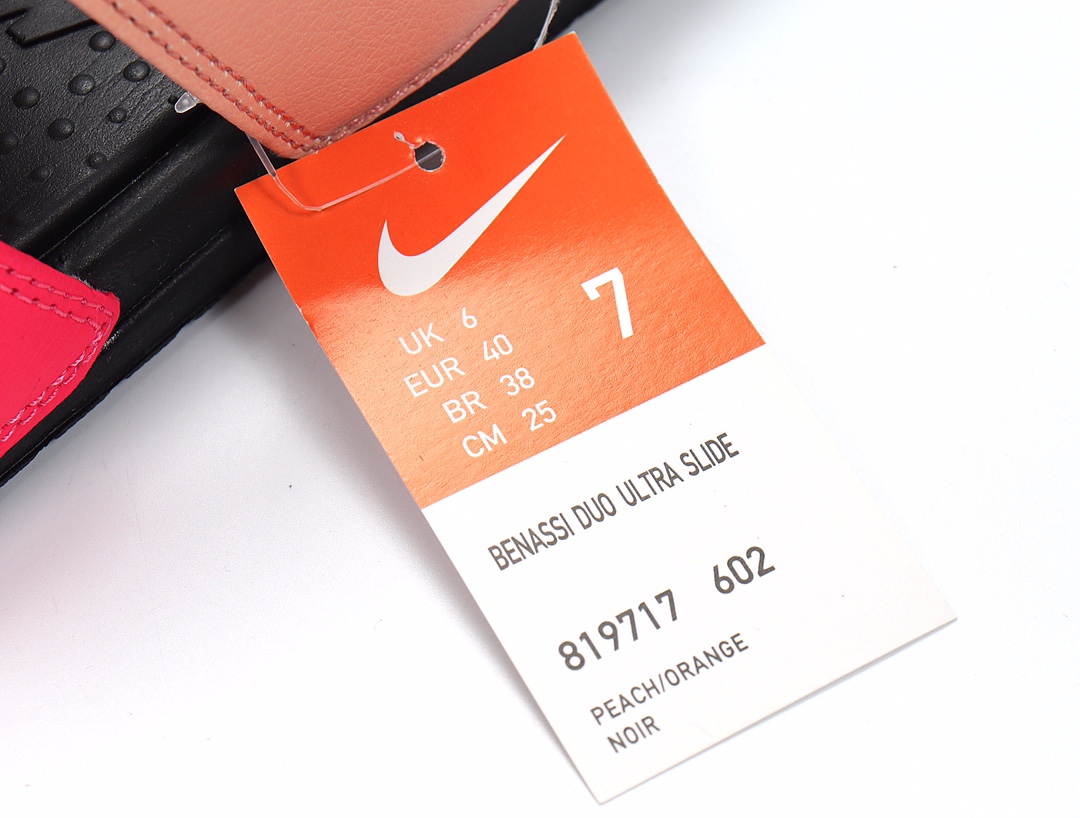 7
UK 6
EUR 40
BR 38
CM 25
BENASSI DUO ULTRA SLIDE
819717 602
PEACH/ORANGE
NOIR